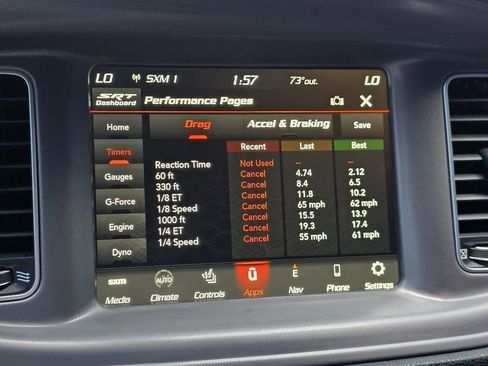 LO SXM 1 1:57 73°out. LO
SRT Dashboard Performance Pages
Home Drag Accel & Braking Save
Timers Recent Last Best
Reaction Time Not Used -- --
60 ft Cancel 4.74 2.12
Gauges 330 ft Cancel 8.4 6.5
1/8 ET Cancel 11.8 10.2
G-Force 1/8 Speed Cancel 65 mph 62 mph
1000 ft Cancel 15.5 13.9
Engine 1/4 ET Cancel 19.3 17.4
1/4 Speed Cancel 55 mph 61 mph
Dyno
sxm AUTO û E
Media Climate Controls Apps Nav Phone Settings